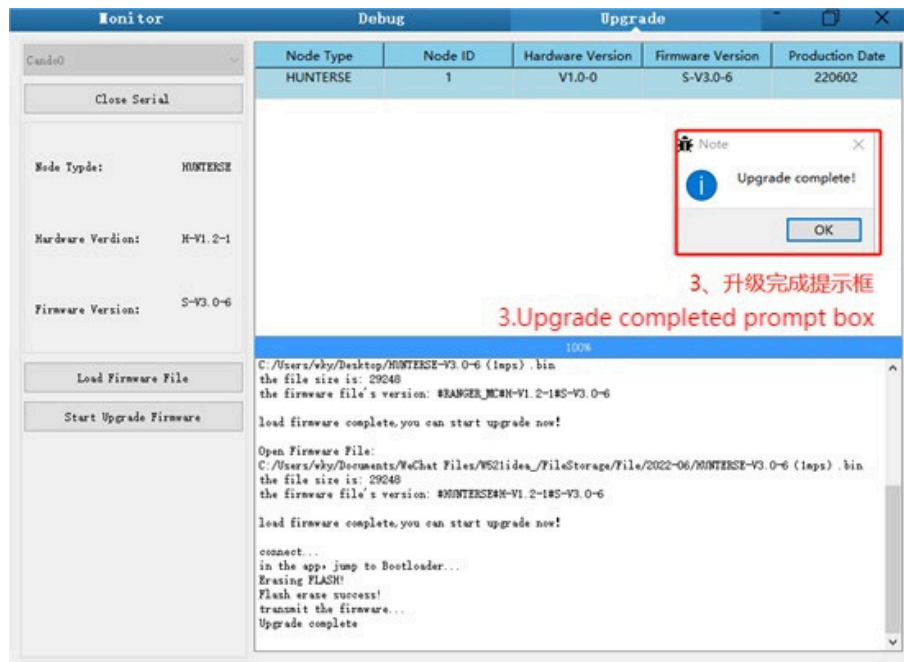 Monitor
Debug
Upgrade
Cando0
Close Serial
Node Typde:
HUNTERSE
Hardware Verdion:
H-V1.2-1
Firmware Version:
S-V3.0-6
Load Firmware File
Start Upgrade Firmware
Node Type Node ID Hardware Version Firmware Version Production Date
HUNTERSE 1 V1.0-0 S-V3.0-6 220602
Note
Upgrade complete!
OK
3、升级完成提示框
3.Upgrade completed prompt box
100%
C:/Users/wky/Desktop/HUNTERSE-V3.0-6 (1mps) .bin
the file size is: 29248
the firmware file's version: #RANGER_MC#H-V1.2-1#S-V3.0-6
load firmware complete,you can start upgrade now!
Open Firmware File:
C:/Users/wky/Documents/WeChat Files/W521idea_/FileStorage/File/2022-06/HUNTERSE-V3.0-6 (1mps) .bin
the file size is: 29248
the firmware file's version: #HUNTERSE#H-V1.2-1#S-V3.0-6
load firmware complete,you can start upgrade now!
connect...
in the app, jump to Bootloader...
Erasing FLASH!
Flash erase success!
transmit the firmware...
Upgrade complete